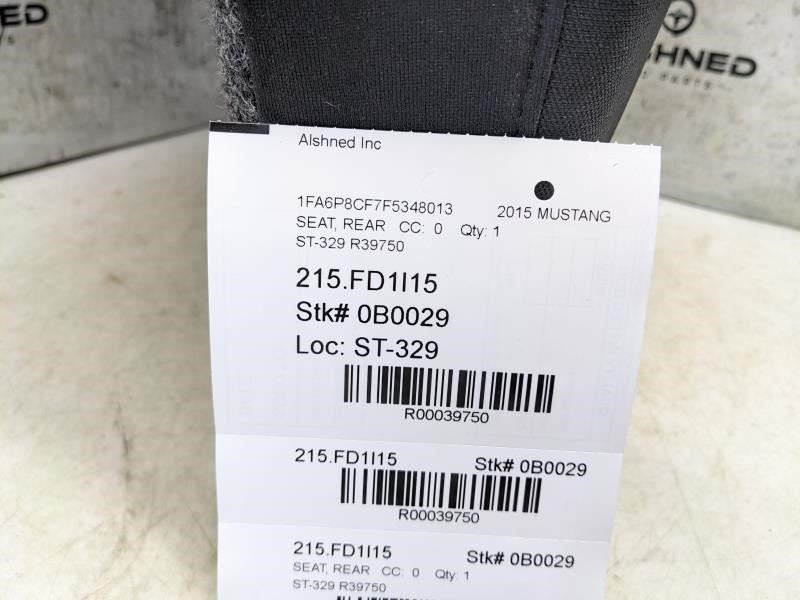 Alshned Inc
1FA6P8CF7F5348013 2015 MUSTANG
SEAT, REAR CC: 0 Qty: 1
ST-329 R39750
215.FD1I15
Stk# 0B0029
Loc: ST-329
R00039750
215.FD1I15 Stk# 0B0029
R00039750
215.FD1I15 Stk# 0B0029
SEAT, REAR CC: 0 Qty: 1
ST-329 R39750